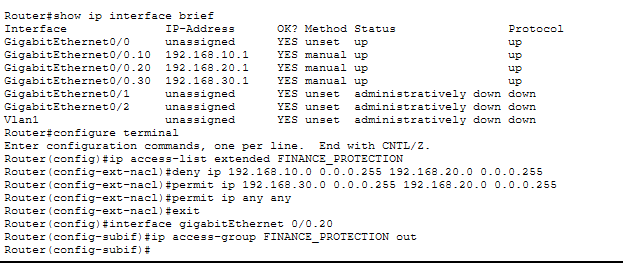 Router#show ip interface brief
Interface IP-Address OK? Method Status Protocol
GigabitEthernet0/0 unassigned YES unset up up
GigabitEthernet0/0.10 192.168.10.1 YES manual up up
GigabitEthernet0/0.20 192.168.20.1 YES manual up up
GigabitEthernet0/0.30 192.168.30.1 YES manual up up
GigabitEthernet0/1 unassigned YES unset administratively down down
GigabitEthernet0/2 unassigned YES unset administratively down down
Vlan1 unassigned YES unset administratively down down
Router#configure terminal
Enter configuration commands, one per line. End with CNTL/Z.
Router(config)#ip access-list extended FINANCE_PROTECTION
Router(config-ext-nacl)#deny ip 192.168.10.0 0.0.0.255 192.168.20.0 0.0.0.255
Router(config-ext-nacl)#permit ip 192.168.30.0 0.0.0.255 192.168.20.0 0.0.0.255
Router(config-ext-nacl)#permit ip any any
Router(config-ext-nacl)#exit
Router(config)#interface gigabitEthernet 0/0.20
Router(config-subif)#ip access-group FINANCE_PROTECTION out
Router(config-subif)#